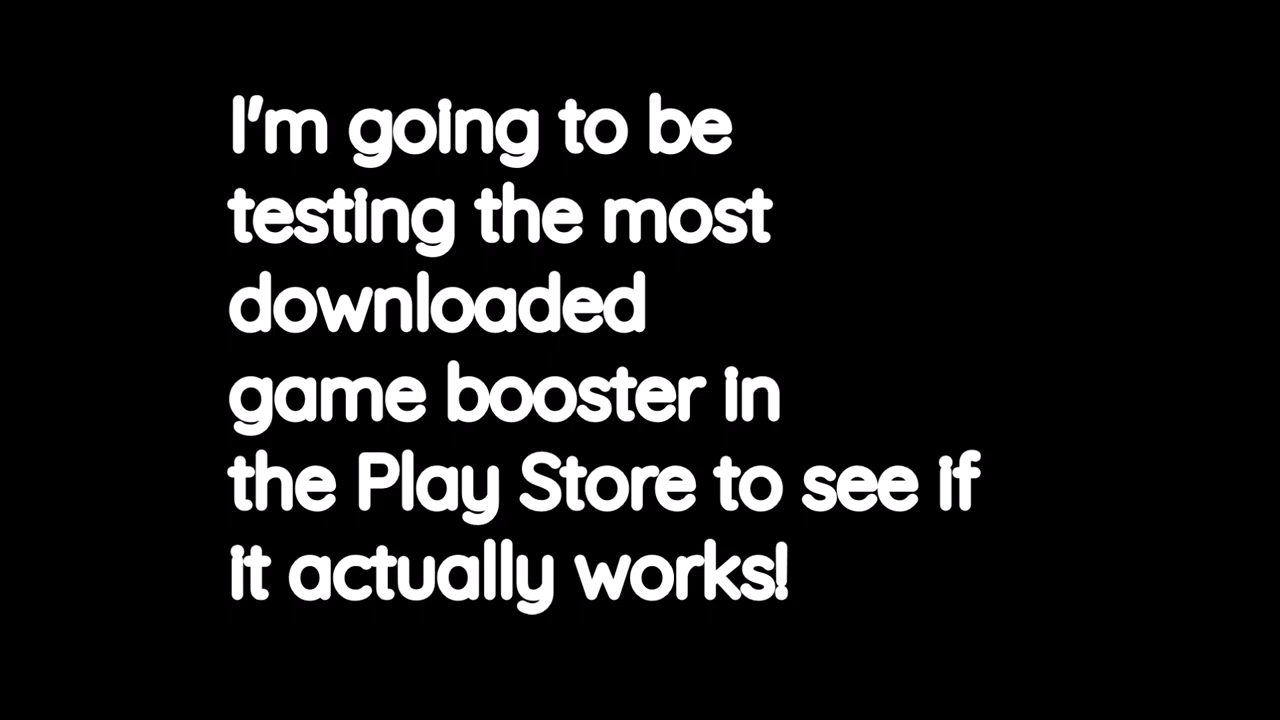 I'm going to be
testing the most
downloaded
game booster in
the Play Store to see if
it actually works!